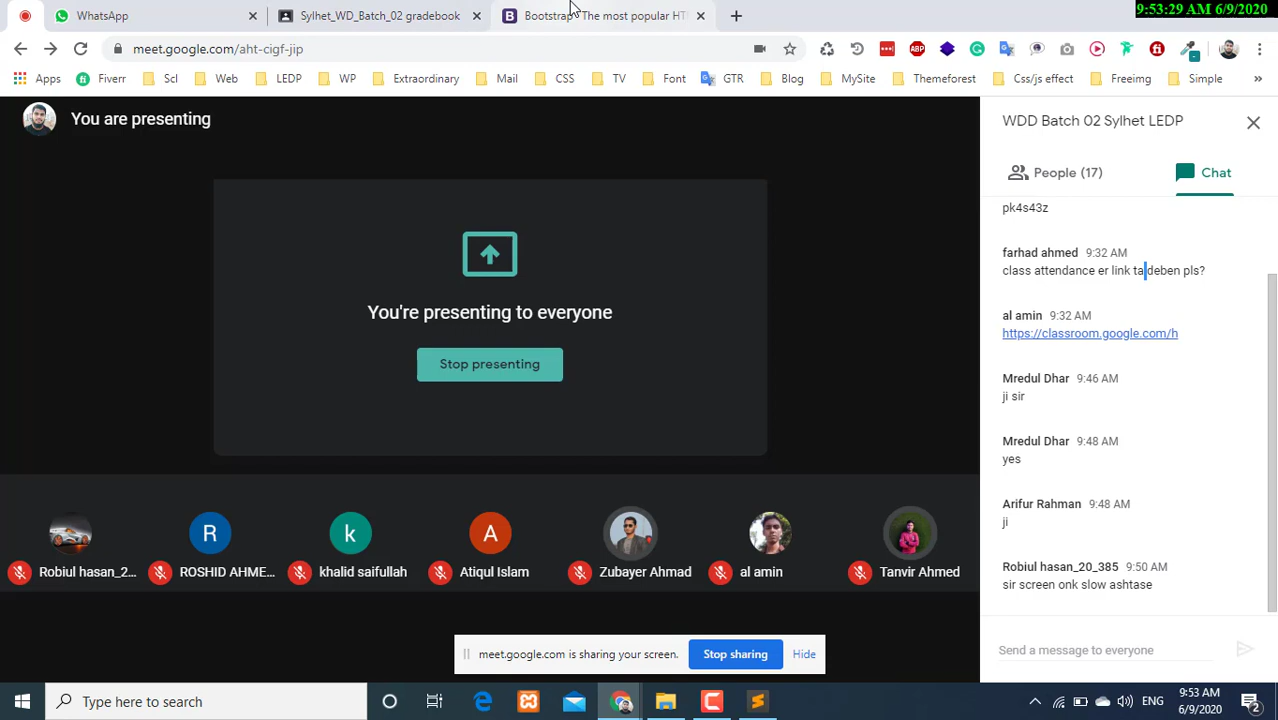 9:53:29 AM 6/9/2020
WhatsApp
Sylhet_WD_Batch_02 gradebook
Bootstrap The most popular HT
meet.google.com/aht-cigf-jip
Apps Fiverr Scl Web LEDP WP Extraordinary Mail CSS TV Font GTR Blog MySite Themeforest Css/js effect Freeimg Simple »
You are presenting
WDD Batch 02 Sylhet LEDP
People (17)
Chat
pk4s43z
farhad ahmed 9:32 AM
class attendance er link ta deben pls?
al amin 9:32 AM
https://classroom.google.com/h
Mredul Dhar 9:46 AM
ji sir
Mredul Dhar 9:48 AM
yes
Arifur Rahman 9:48 AM
ji
Robiul hasan_20_385 9:50 AM
sir screen onk slow ashtase
Send a message to everyone
You're presenting to everyone
Stop presenting
R k A
Robiul hasan_2... ROSHID AHME... khalid saifullah Atiqul Islam Zubayer Ahmad al amin Tanvir Ahmed
meet.google.com is sharing your screen. Stop sharing Hide
Type here to search
ENG
9:53 AM
6/9/2020
2